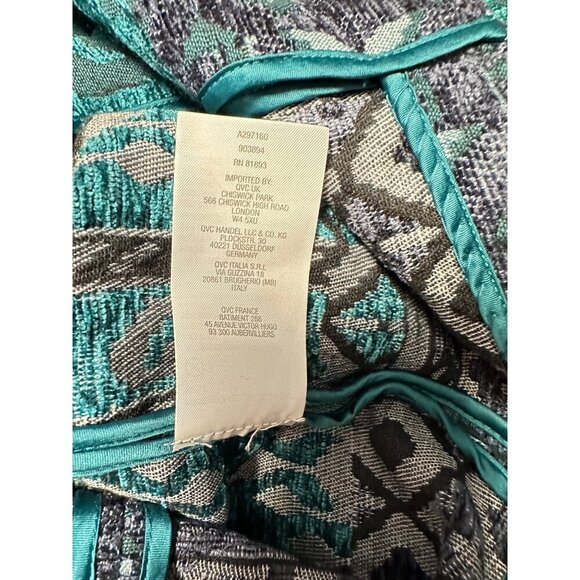 A297160
903894
RN 81693
IMPORTED BY:
QVC UK
CHISWICK PARK
566 CHISWICK HIGH ROAD
LONDON
W4 5XU
QVC HANDEL LLC & CO. KG
PLOCKSTR. 30
40221 DÜSSELDORF
GERMANY
QVC ITALIA S.R.L
VIA GUZZINA 18
20861 BRUGHERIO (MB)
ITALY
QVC FRANCE
BATIMENT 266
45 AVENUE VICTOR HUGO
93 300 AUBERVILLIERS